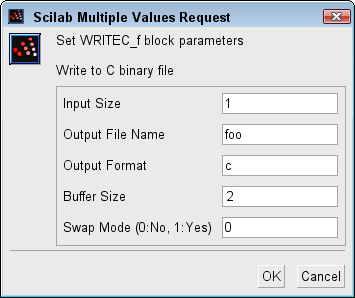 Scilab Multiple Values Request
Set WRITEC_f block parameters
Write to C binary file
Input Size 1
Output File Name foo
Output Format c
Buffer Size 2
Swap Mode (0:No, 1:Yes) 0
OK Cancel